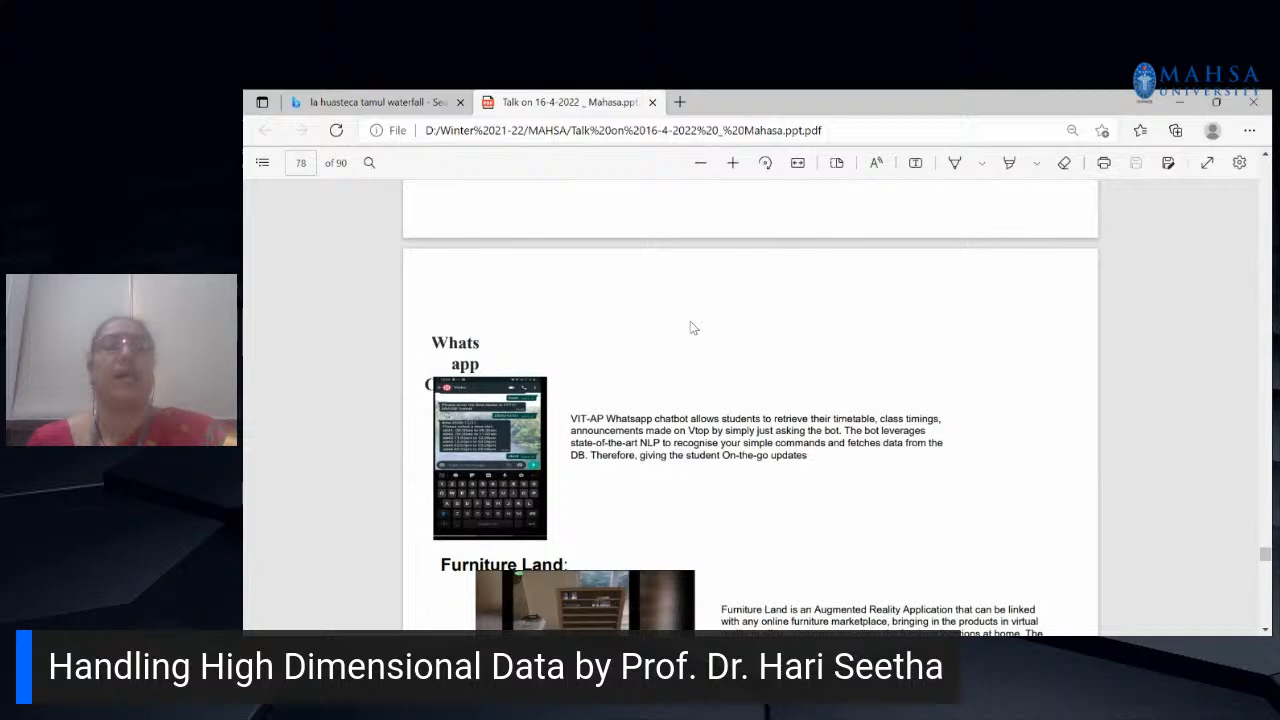 MAHSA
UNIVERSITY
la huasteca tamul waterfall - Sea
Talk on 16-4-2022 _ Mahasa.ppt.
File
D:/Winter%2021-22/MAHSA/Talk%20on%2016-4-2022%20_%20Mahasa.ppt.pdf
78 of 90
Whats
app
VIT-AP Whatsapp chatbot allows students to retrieve their timetable, class timings,
announcements made on Vtop by simply just asking the bot. The bot leverages
state-of-the-art NLP to recognise your simple commands and fetches data from the
DB. Therefore, giving the student On-the-go updates
Furniture Land:
Furniture Land is an Augmented Reality Application that can be linked
with any online furniture marketplace, bringing in the products in virtual
at home. The
Handling High Dimensional Data by Prof. Dr. Hari Seetha